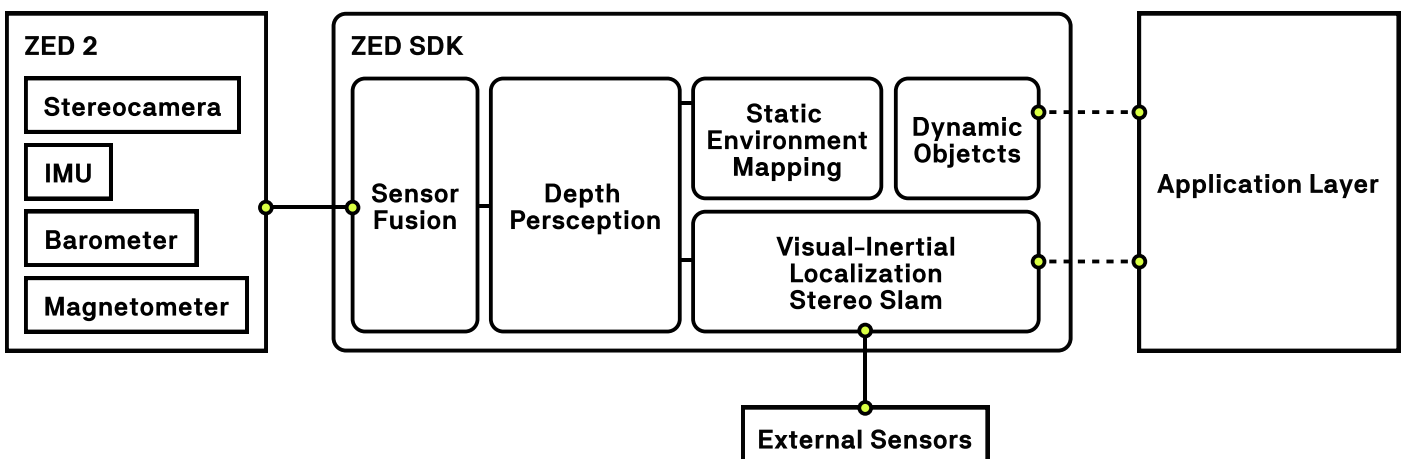 ZED 2
Stereocamera
IMU
Barometer
Magnetometer
ZED SDK
Sensor
Fusion
Depth
Persception
Static
Environment
Mapping
Dynamic
Objetcts
Visual-Inertial
Localization
Stereo Slam
External Sensors
Application Layer